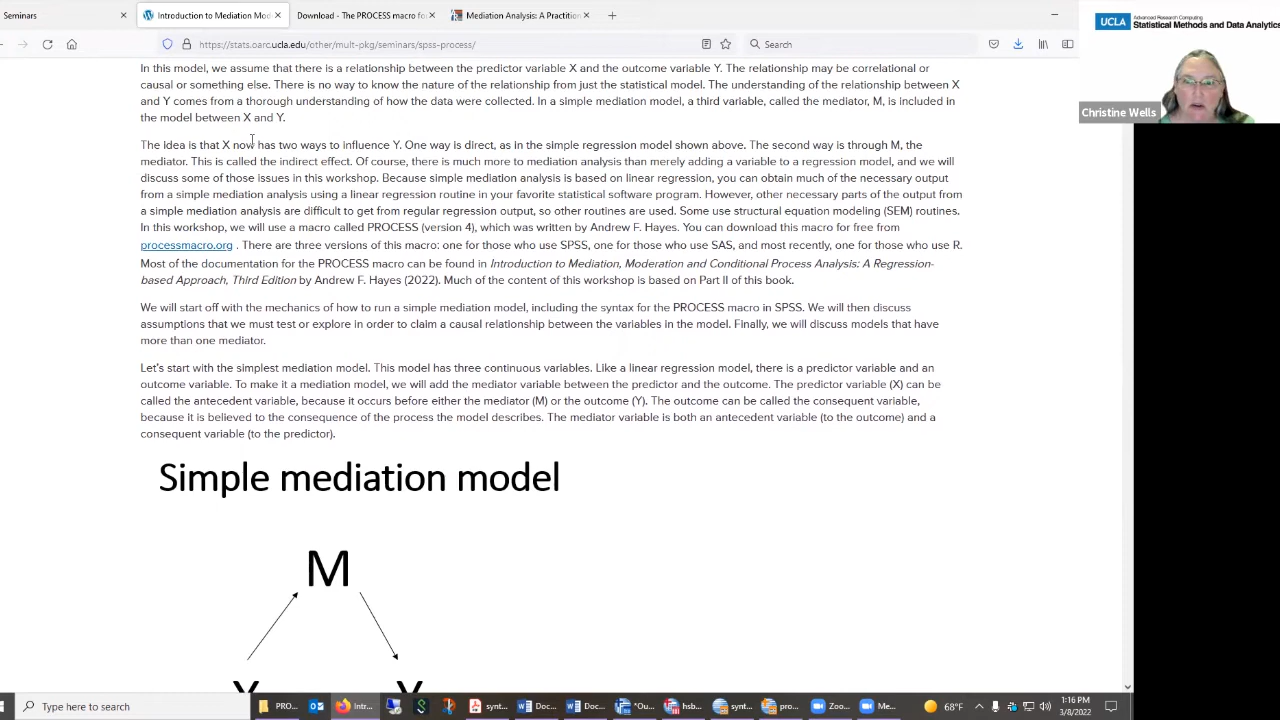 Seminars
Introduction to Mediation Mod
Download - The PROCESS macro fo
Mediation Analysis: A Practition
UCLA
Advanced Research Computing
Statistical Methods and Data Analytics
https://stats.oarc.ucla.edu/other/mult-pkg/seminars/spss-process/
Search
In this model, we assume that there is a relationship between the predictor variable X and the outcome variable Y. The relationship may be correlational or
causal or something else. There is no way to know the nature of the relationship from just the statistical model. The understanding of the relationship between X
and Y comes from a thorough understanding of how the data were collected. In a simple mediation model, a third variable, called the mediator, M, is included in
the model between X and Y.
Christine Wells
The idea is that X now has two ways to influence Y. One way is direct, as in the simple regression model shown above. The second way is through M, the
mediator. This is called the indirect effect. Of course, there is much more to mediation analysis than merely adding a variable to a regression model, and we will
discuss some of those issues in this workshop. Because simple mediation analysis is based on linear regression, you can obtain much of the necessary output
from a simple mediation analysis using a linear regression routine in your favorite statistical software program. However, other necessary parts of the output from
a simple mediation analysis are difficult to get from regular regression output, so other routines are used. Some use structural equation modeling (SEM) routines.
In this workshop, we will use a macro called PROCESS (version 4), which was written by Andrew F. Hayes. You can download this macro for free from
processmacro.org . There are three versions of this macro: one for those who use SPSS, one for those who use SAS, and most recently, one for those who use R.
Most of the documentation for the PROCESS macro can be found in Introduction to Mediation, Moderation and Conditional Process Analysis: A Regression-
based Approach, Third Edition by Andrew F. Hayes (2022). Much of the content of this workshop is based on Part II of this book.
We will start off with the mechanics of how to run a simple mediation model, including the syntax for the PROCESS macro in SPSS. We will then discuss
assumptions that we must test or explore in order to claim a causal relationship between the variables in the model. Finally, we will discuss models that have
more than one mediator.
Let's start with the simplest mediation model. This model has three continuous variables. Like a linear regression model, there is a predictor variable and an
outcome variable. To make it a mediation model, we will add the mediator variable between the predictor and the outcome. The predictor variable (X) can be
called the antecedent variable, because it occurs before either the mediator (M) or the outcome (Y). The outcome can be called the consequent variable,
because it is believed to the consequence of the process the model describes. The mediator variable is both an antecedent variable (to the outcome) and a
consequent variable (to the predictor).
Simple mediation model
M
X Y
Type here to search
PRO...
Intr...
synt...
Doc...
Doc...
*Ou...
hsb...
synt...
pro...
Zoo...
Me...
68°F
1:16 PM
3/8/2022